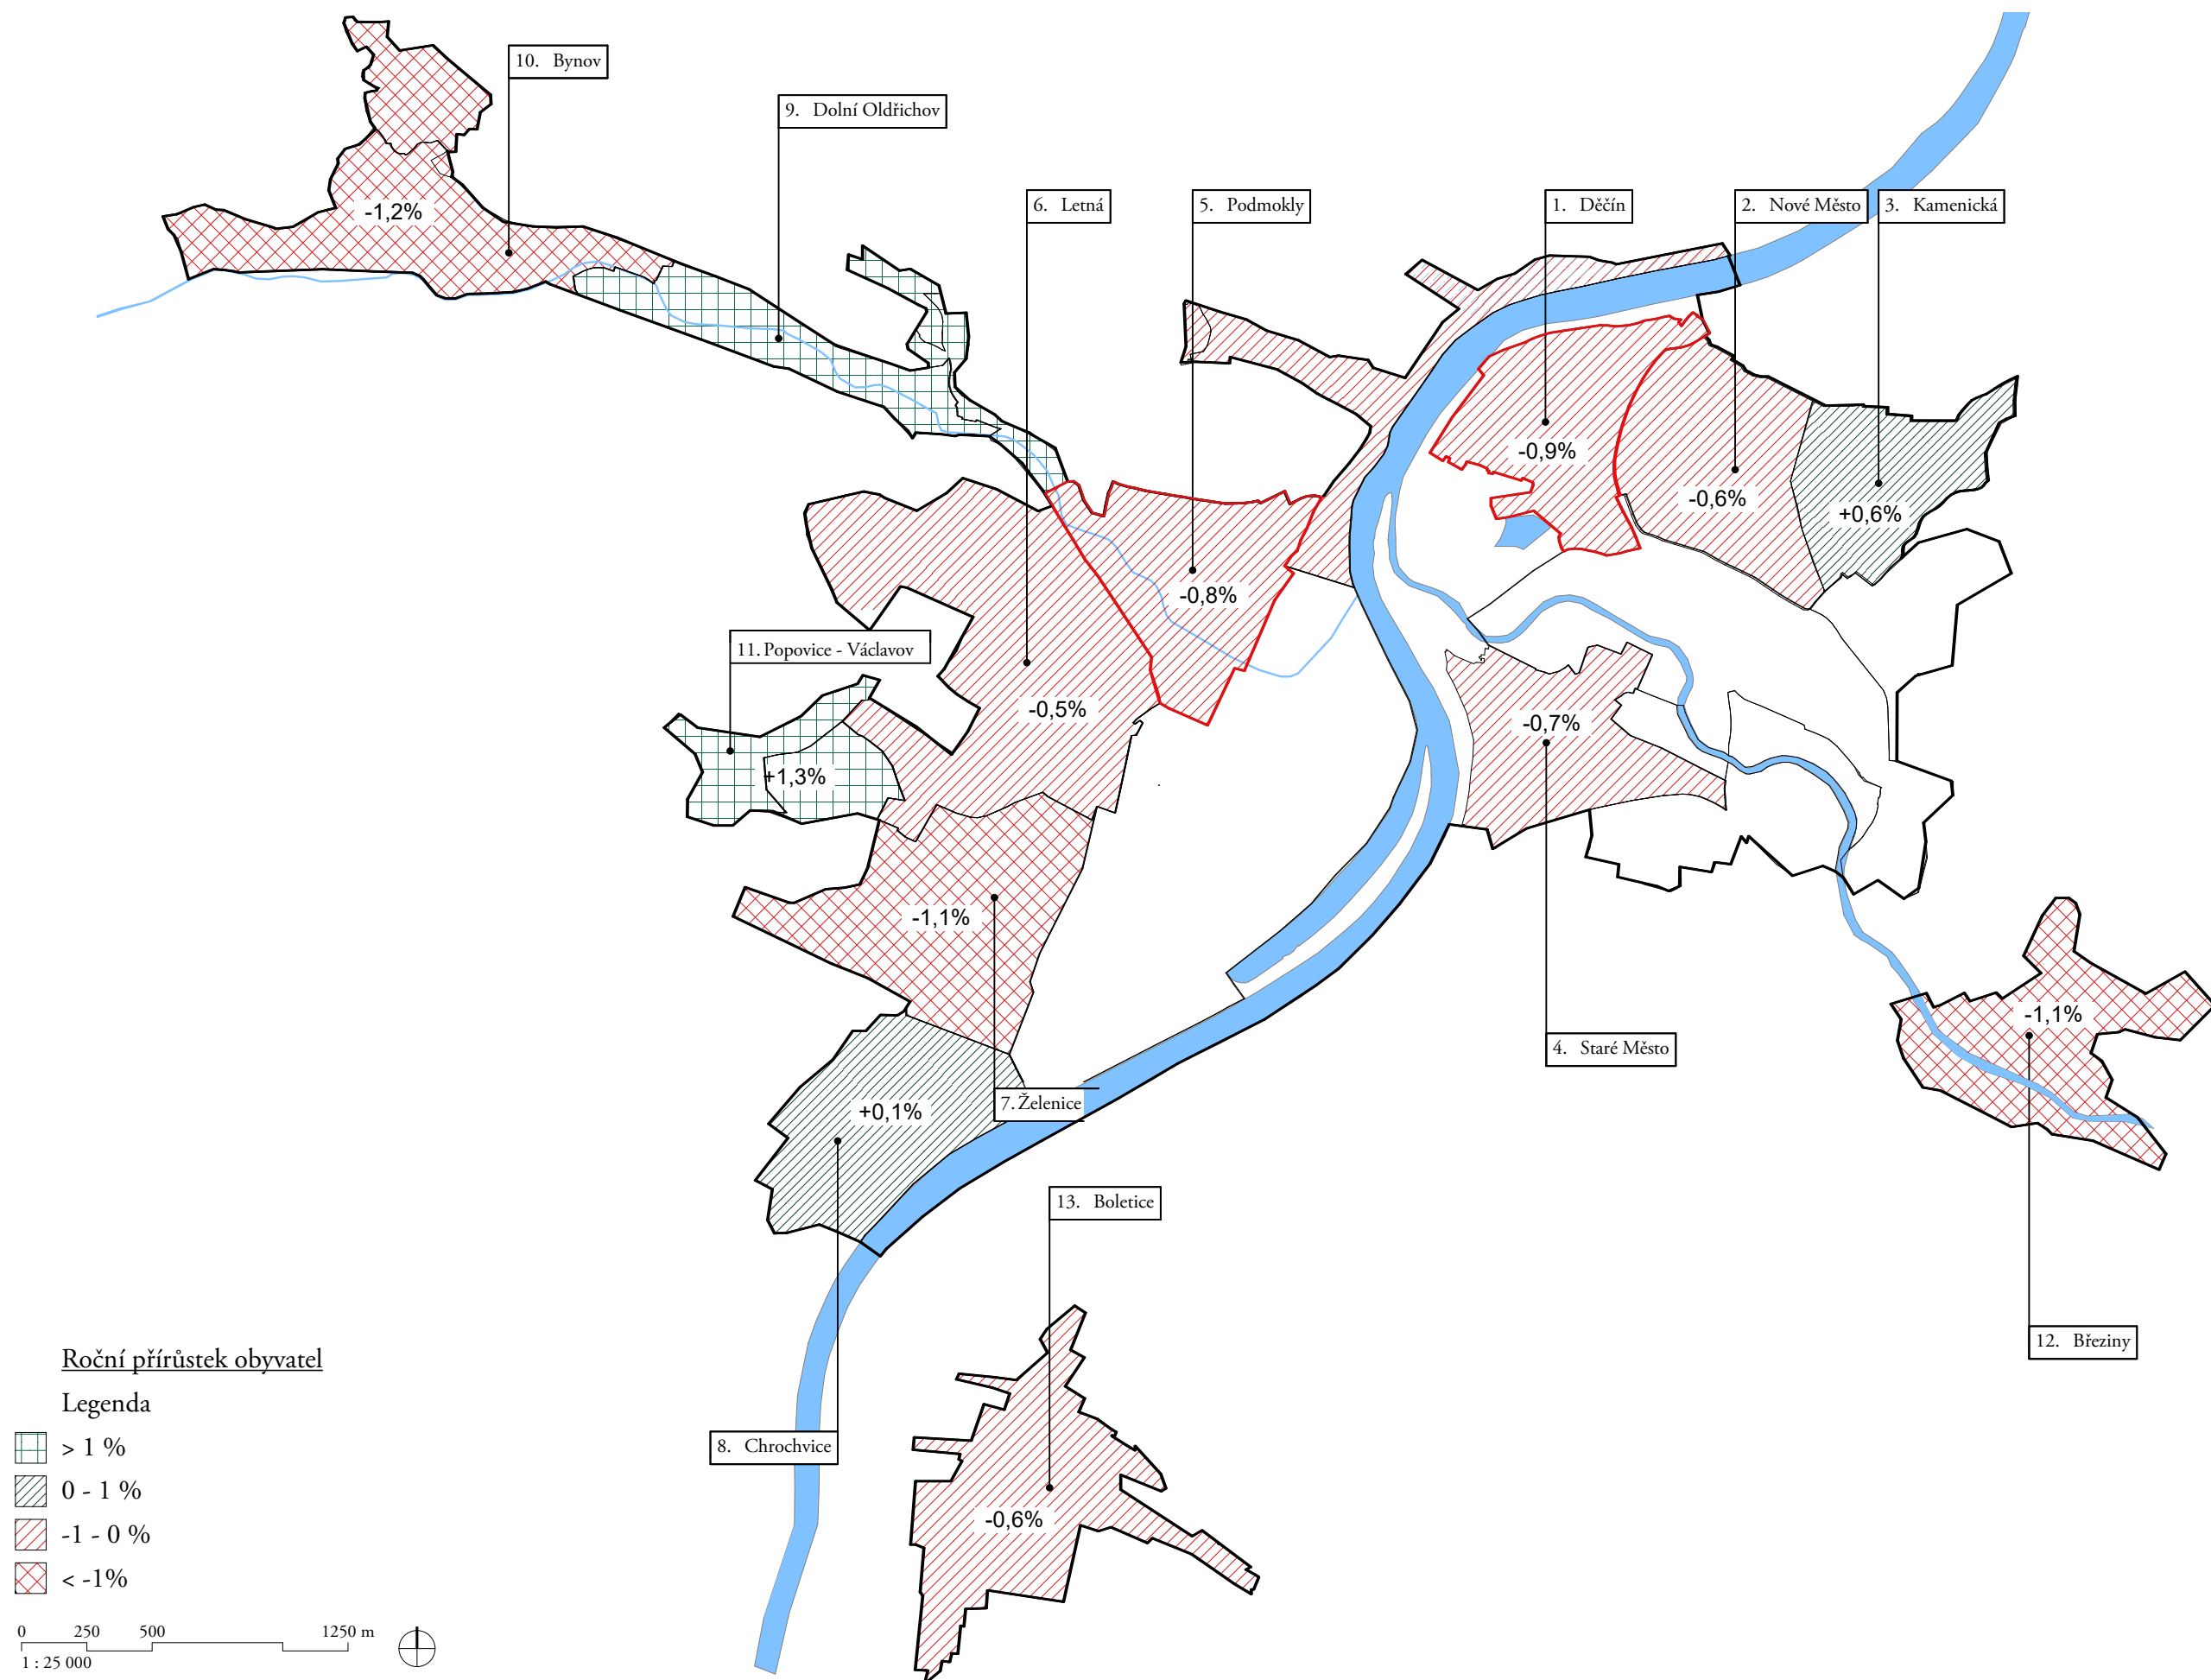 10. Bynov
9. Dolní Oldřichov
6. Letná
5. Podmokly
1. Děčín
2. Nové Město
3. Kamenická
-1,2%
-0,9%
-0,6%
+0,6%
-0,8%
11. Popovice - Václavov
-0,5%
-0,7%
+1,3%
-1,1%
-1,1%
4. Staré Město
7. Želenice
+0,1%
13. Boletice
12. Březiny
8. Chrochvice
-0,6%
Roční přírůstek obyvatel
Legenda
> 1 %
0 - 1 %
-1 - 0 %
< -1%
0 250 500 1250 m
1 : 25 000